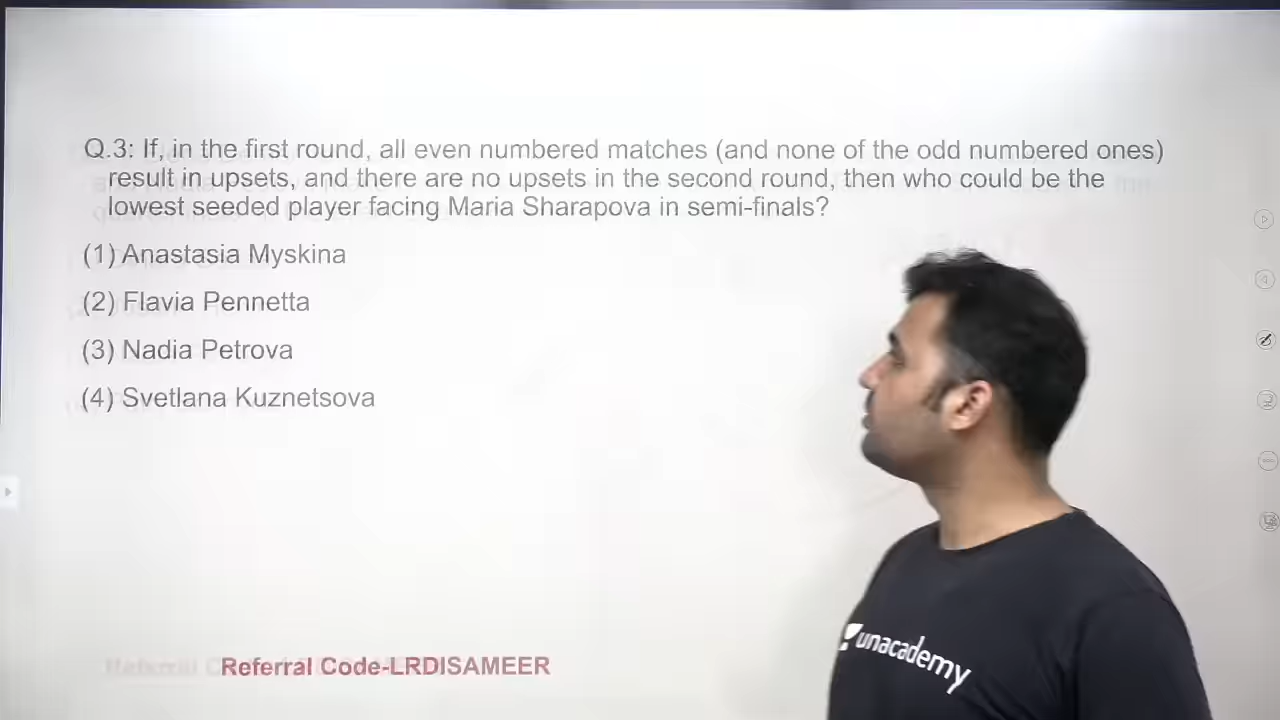 Q.3: If, in the first round, all even numbered matches (and none of the odd numbered ones)
result in upsets, and there are no upsets in the second round, then who could be the
lowest seeded player facing Maria Sharapova in semi-finals?
(1) Anastasia Myskina
(2) Flavia Pennetta
(3) Nadia Petrova
(4) Svetlana Kuznetsova
unacademy
Referral Code-LRDISAMEER